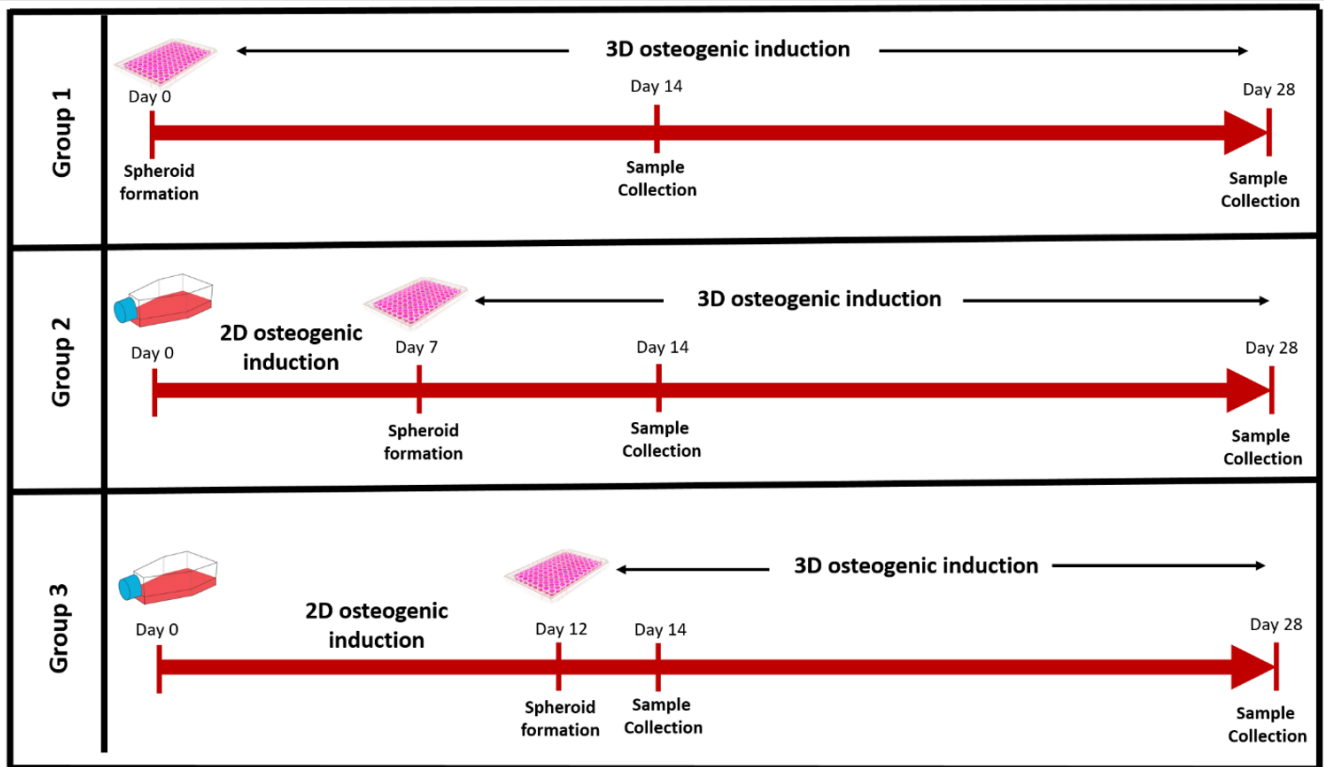 Group 1
3D osteogenic induction
Day 0
Day 14
Day 28
Spheroid
formation
Sample
Collection
Sample
Collection
Group 2
3D osteogenic induction
2D osteogenic
induction
Day 0
Day 7
Day 14
Day 28
Spheroid
formation
Sample
Collection
Sample
Collection
Group 3
3D osteogenic induction
2D osteogenic
induction
Day 0
Day 12
Day 14
Day 28
Spheroid
formation
Sample
Collection
Sample
Collection